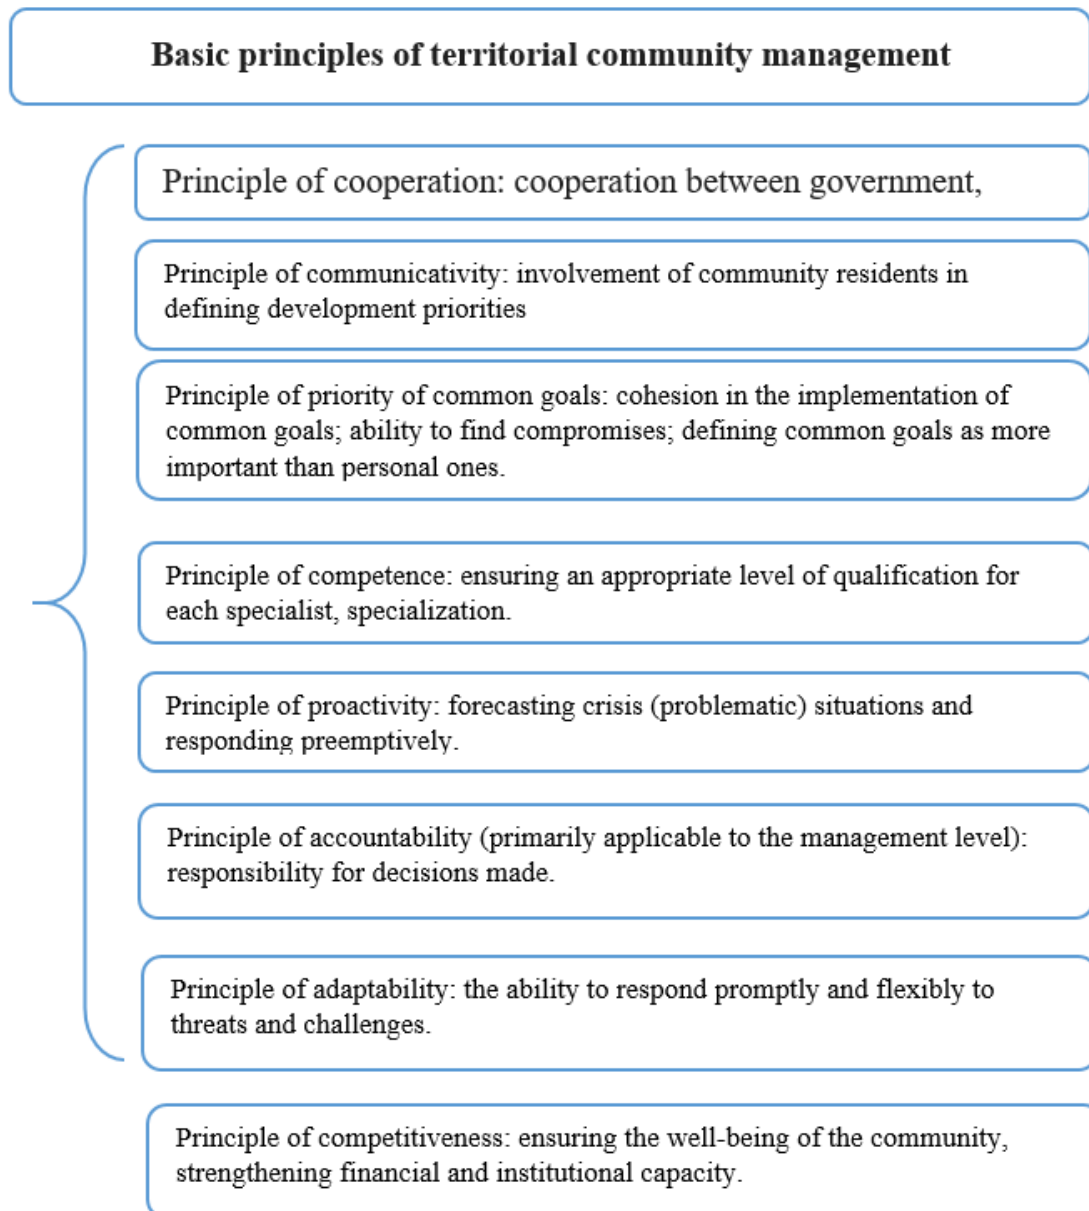 Basic principles of territorial community management
Principle of cooperation: cooperation between government,
Principle of communicativity: involvement of community residents in
defining development priorities
Principle of priority of common goals: cohesion in the implementation of
common goals; ability to find compromises; defining common goals as more
important than personal ones.
Principle of competence: ensuring an appropriate level of qualification for
each specialist, specialization.
Principle of proactivity: forecasting crisis (problematic) situations and
responding preemptively.
Principle of accountability (primarily applicable to the management level):
responsibility for decisions made.
Principle of adaptability: the ability to respond promptly and flexibly to
threats and challenges.
Principle of competitiveness: ensuring the well-being of the community,
strengthening financial and institutional capacity.